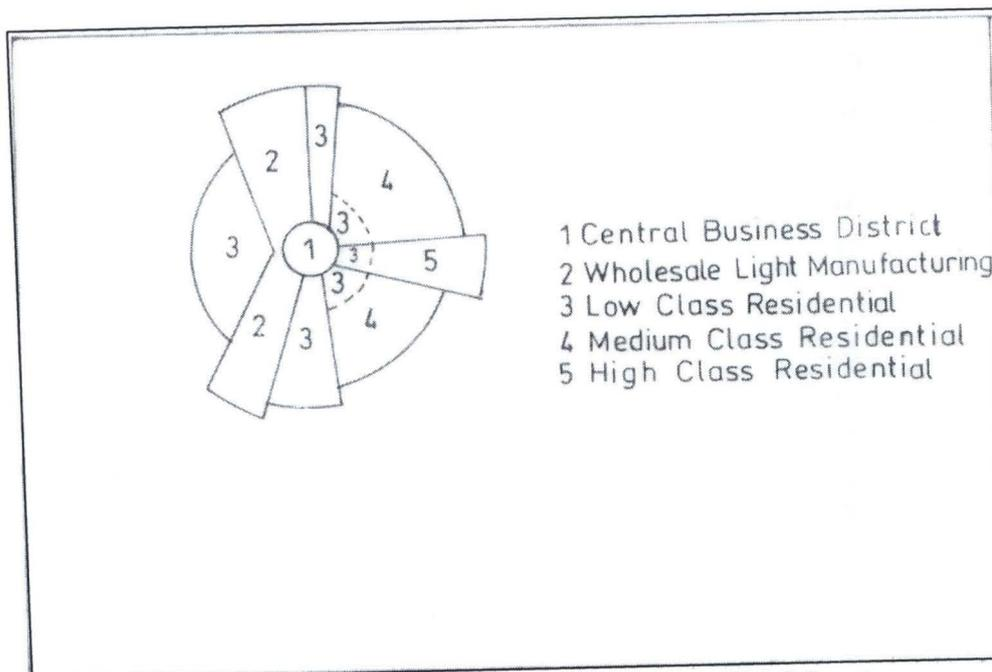 3
2
4
3
3
1
3
5
3
2
3
4
1 Central Business District
2 Wholesale Light Manufacturing
3 Low Class Residential
4 Medium Class Residential
5 High Class Residential